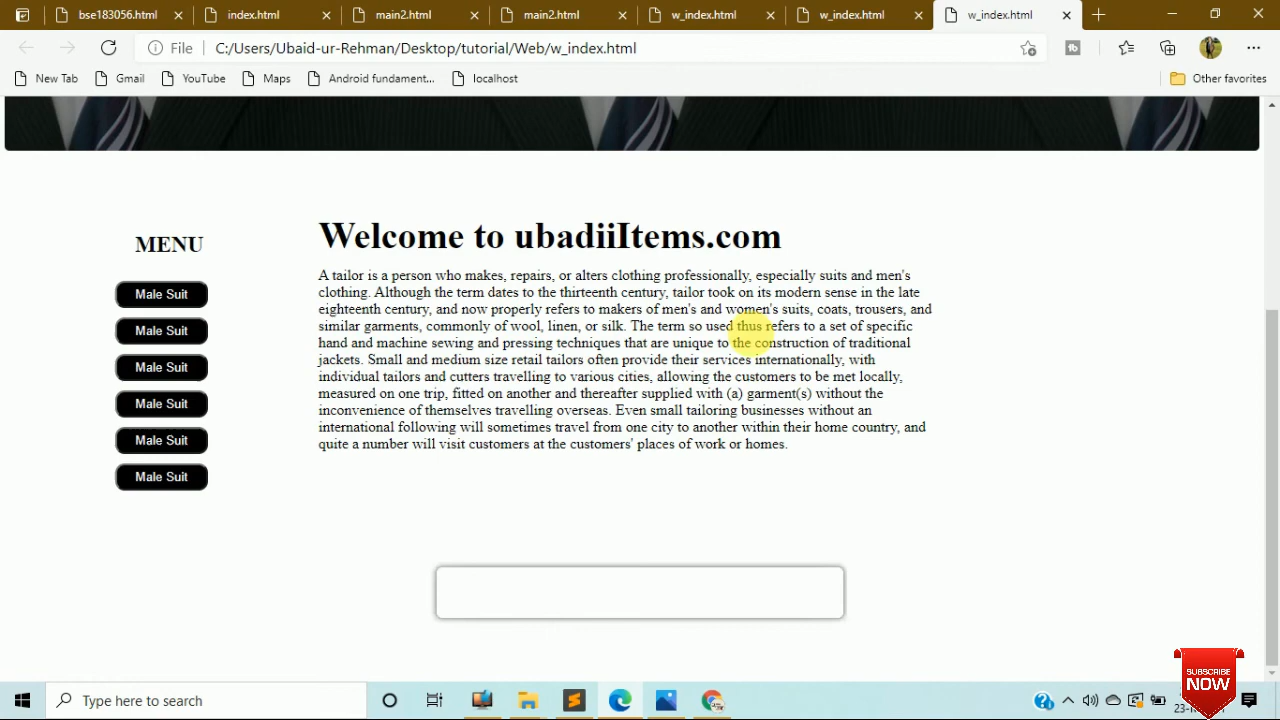 bse183056.html
index.html
main2.html
main2.html
w_index.html
w_index.html
w_index.html
File
C:/Users/Ubaid-ur-Rehman/Desktop/tutorial/Web/w_index.html
New Tab
Gmail
YouTube
Maps
Android fundament...
localhost
Other favorites
MENU
Male Suit
Male Suit
Male Suit
Male Suit
Male Suit
Male Suit
Welcome to ubadiiItems.com
A tailor is a person who makes, repairs, or alters clothing professionally, especially suits and men's
clothing. Although the term dates to the thirteenth century, tailor took on its modern sense in the late
eighteenth century, and now properly refers to makers of men's and women's suits, coats, trousers, and
similar garments, commonly of wool, linen, or silk. The term so used thus refers to a set of specific
hand and machine sewing and pressing techniques that are unique to the construction of traditional
jackets. Small and medium size retail tailors often provide their services internationally, with
individual tailors and cutters travelling to various cities, allowing the customers to be met locally,
measured on one trip, fitted on another and thereafter supplied with (a) garment(s) without the
inconvenience of themselves travelling overseas. Even small tailoring businesses without an
international following will sometimes travel from one city to another within their home country, and
quite a number will visit customers at the customers' places of work or homes.
Type here to search
SUBSCRIBE
NOW